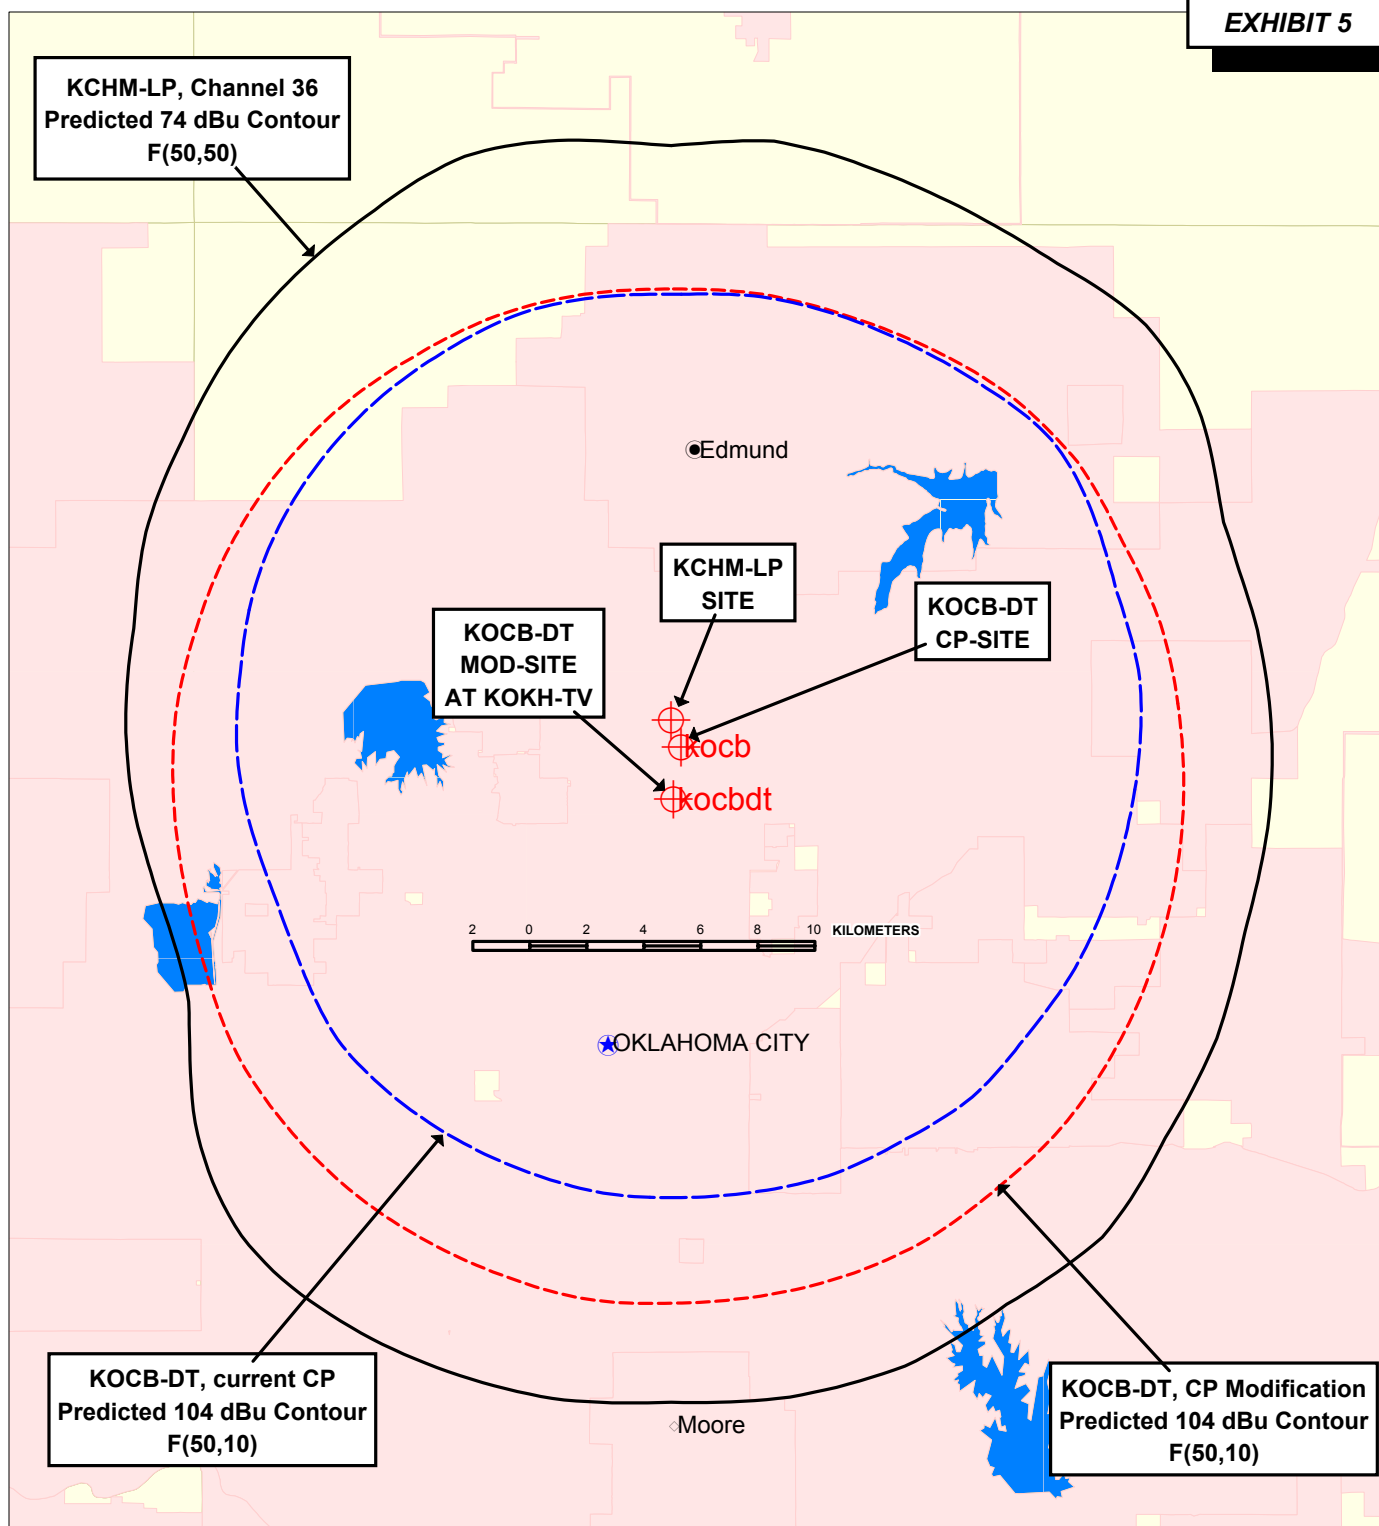 EXHIBIT 5
KCHM-LP, Channel 36
Predicted 74 dBu Contour
F(50,50)
Edmund
KCHM-LP
SITE
KOCB-DT
CP-SITE
KOCB-DT
MOD-SITE
AT KOKH-TV
kocb
kocbdt
2 0 2 4 6 8 10 KILOMETERS
OKLAHOMA CITY
KOCB-DT, current CP
Predicted 104 dBu Contour
F(50,10)
KOCB-DT, CP Modification
Predicted 104 dBu Contour
F(50,10)
Moore